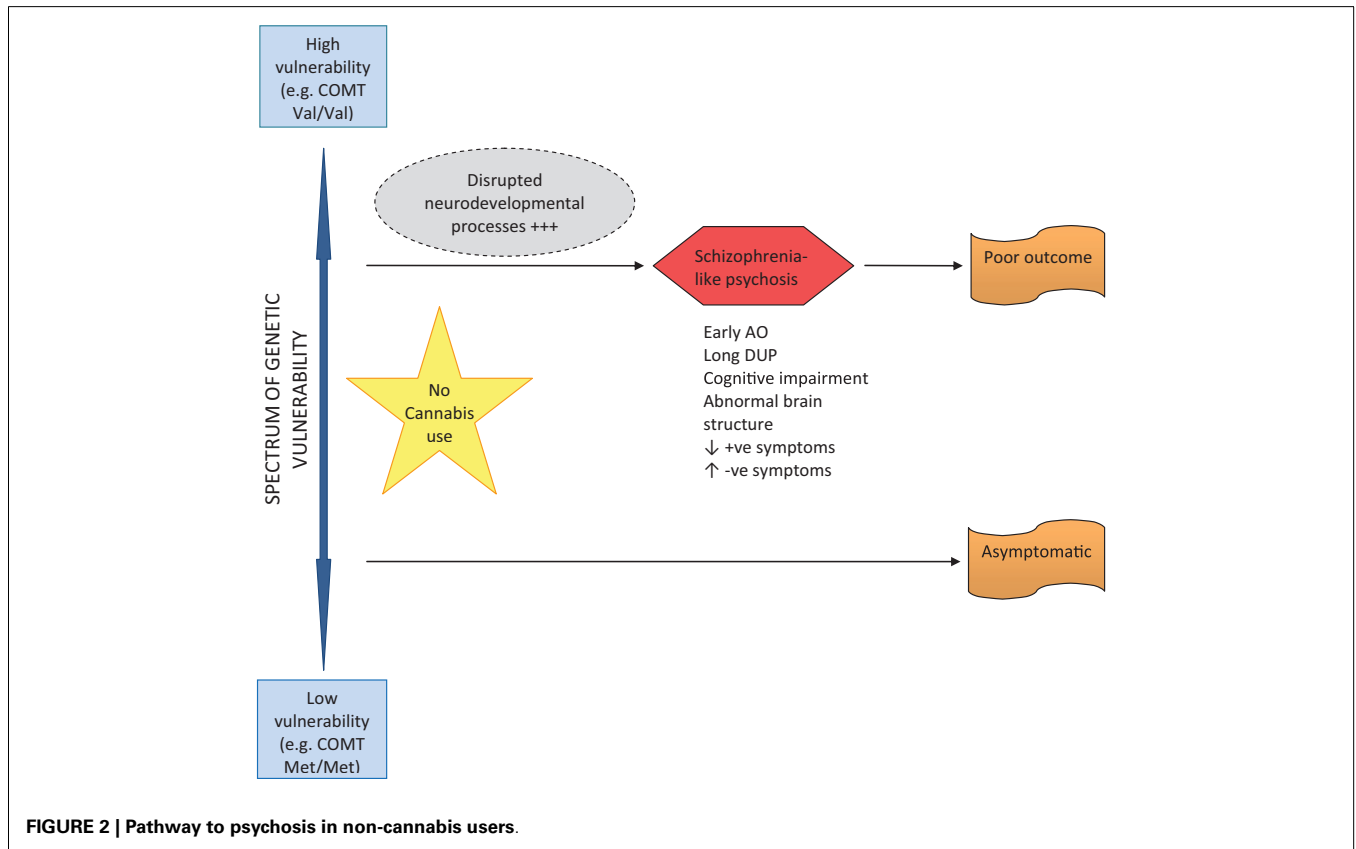 High
vulnerability
(e.g. COMT
Val/Val)
Disrupted
neurodevelopmental
processes +++
Schizophrenia-
like psychosis
Poor outcome
Early AO
Long DUP
Cognitive impairment
Abnormal brain
structure
↓ +ve symptoms
↑ -ve symptoms
SPECTRUM OF GENETIC
VULNERABILITY
No
Cannabis
use
Asymptomatic
Low
vulnerability
(e.g. COMT
Met/Met)
FIGURE 2 | Pathway to psychosis in non-cannabis users.